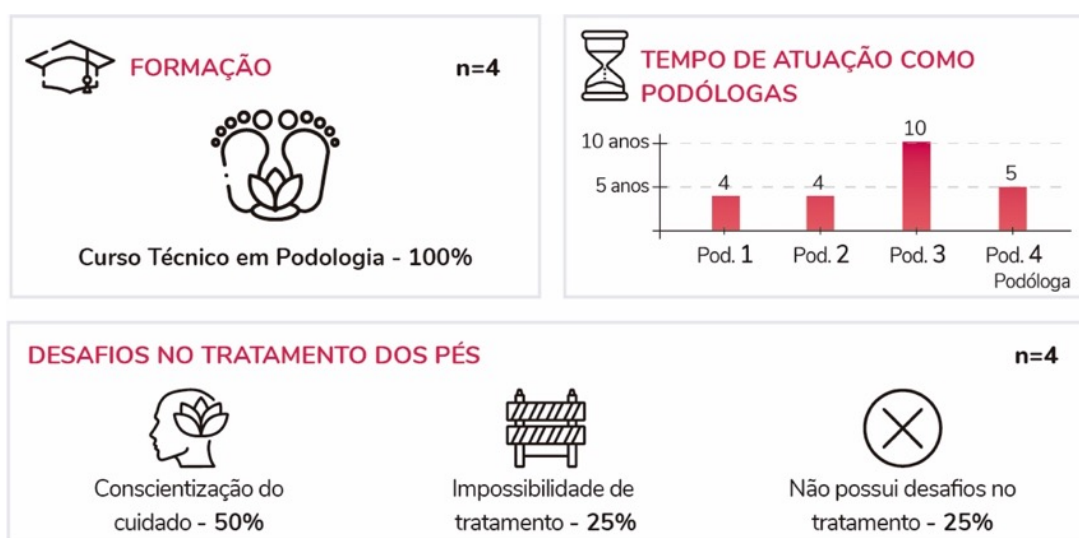 FORMAÇÃO
n=4
Curso Técnico em Podologia - 100%
TEMPO DE ATUAÇÃO COMO
PODÓLOGAS
10 anos
5 anos
4
4
10
5
Pod. 1
Pod. 2
Pod. 3
Pod. 4
Podóloga
DESAFIOS NO TRATAMENTO DOS PÉS
n=4
Conscientização do
cuidado - 50%
Impossibilidade de
tratamento - 25%
Não possui desafios no
tratamento - 25%